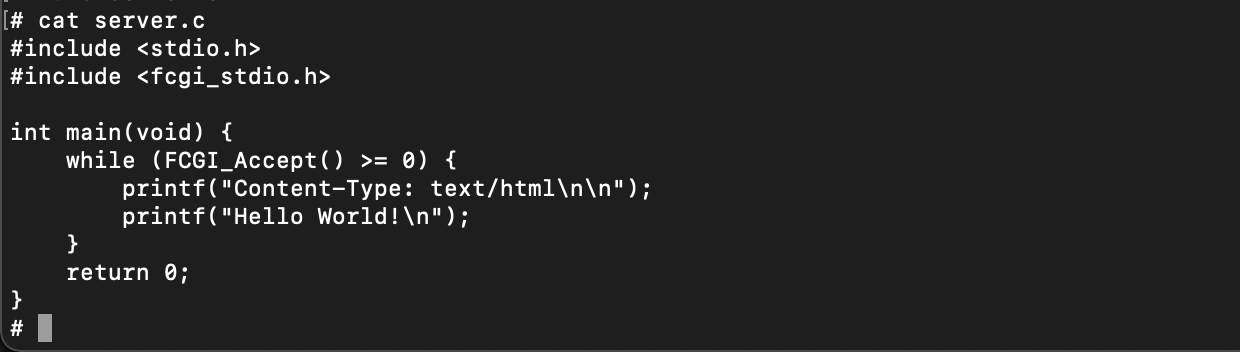 [# cat server.c
#include <stdio.h>
#include <fcgi_stdio.h>

int main(void) {
    while (FCGI_Accept() >= 0) {
        printf("Content-Type: text/html\n\n");
        printf("Hello World!\n");
    }
    return 0;
}
#